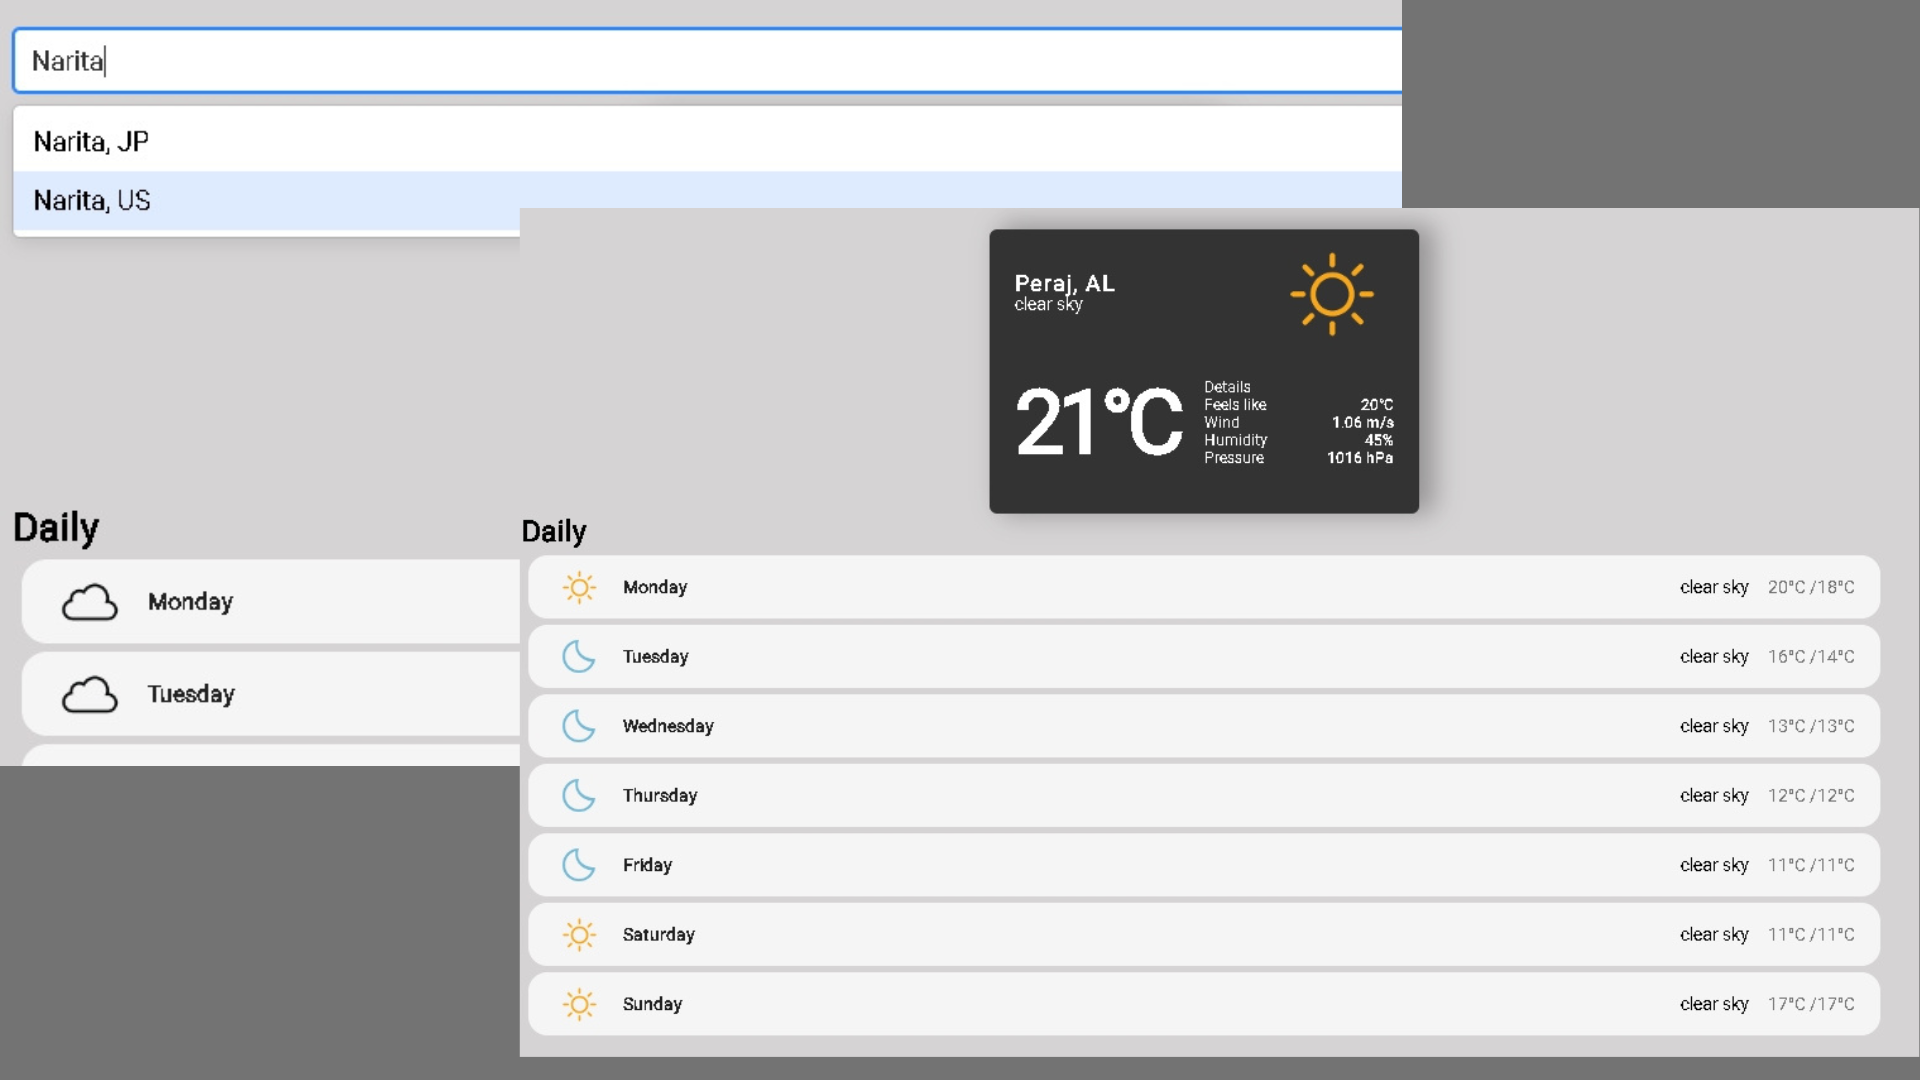 Narita
Narita, JP
Narita, US
Daily
Monday
Tuesday
Peraj, AL
clear sky
21°C
Details
Feels like 20°C
Wind 1.06 m/s
Humidity 45%
Pressure 1016 hPa
Daily
Monday clear sky 20°C /18°C
Tuesday clear sky 16°C /14°C
Wednesday clear sky 13°C /13°C
Thursday clear sky 12°C /12°C
Friday clear sky 11°C /11°C
Saturday clear sky 11°C /11°C
Sunday clear sky 17°C /17°C